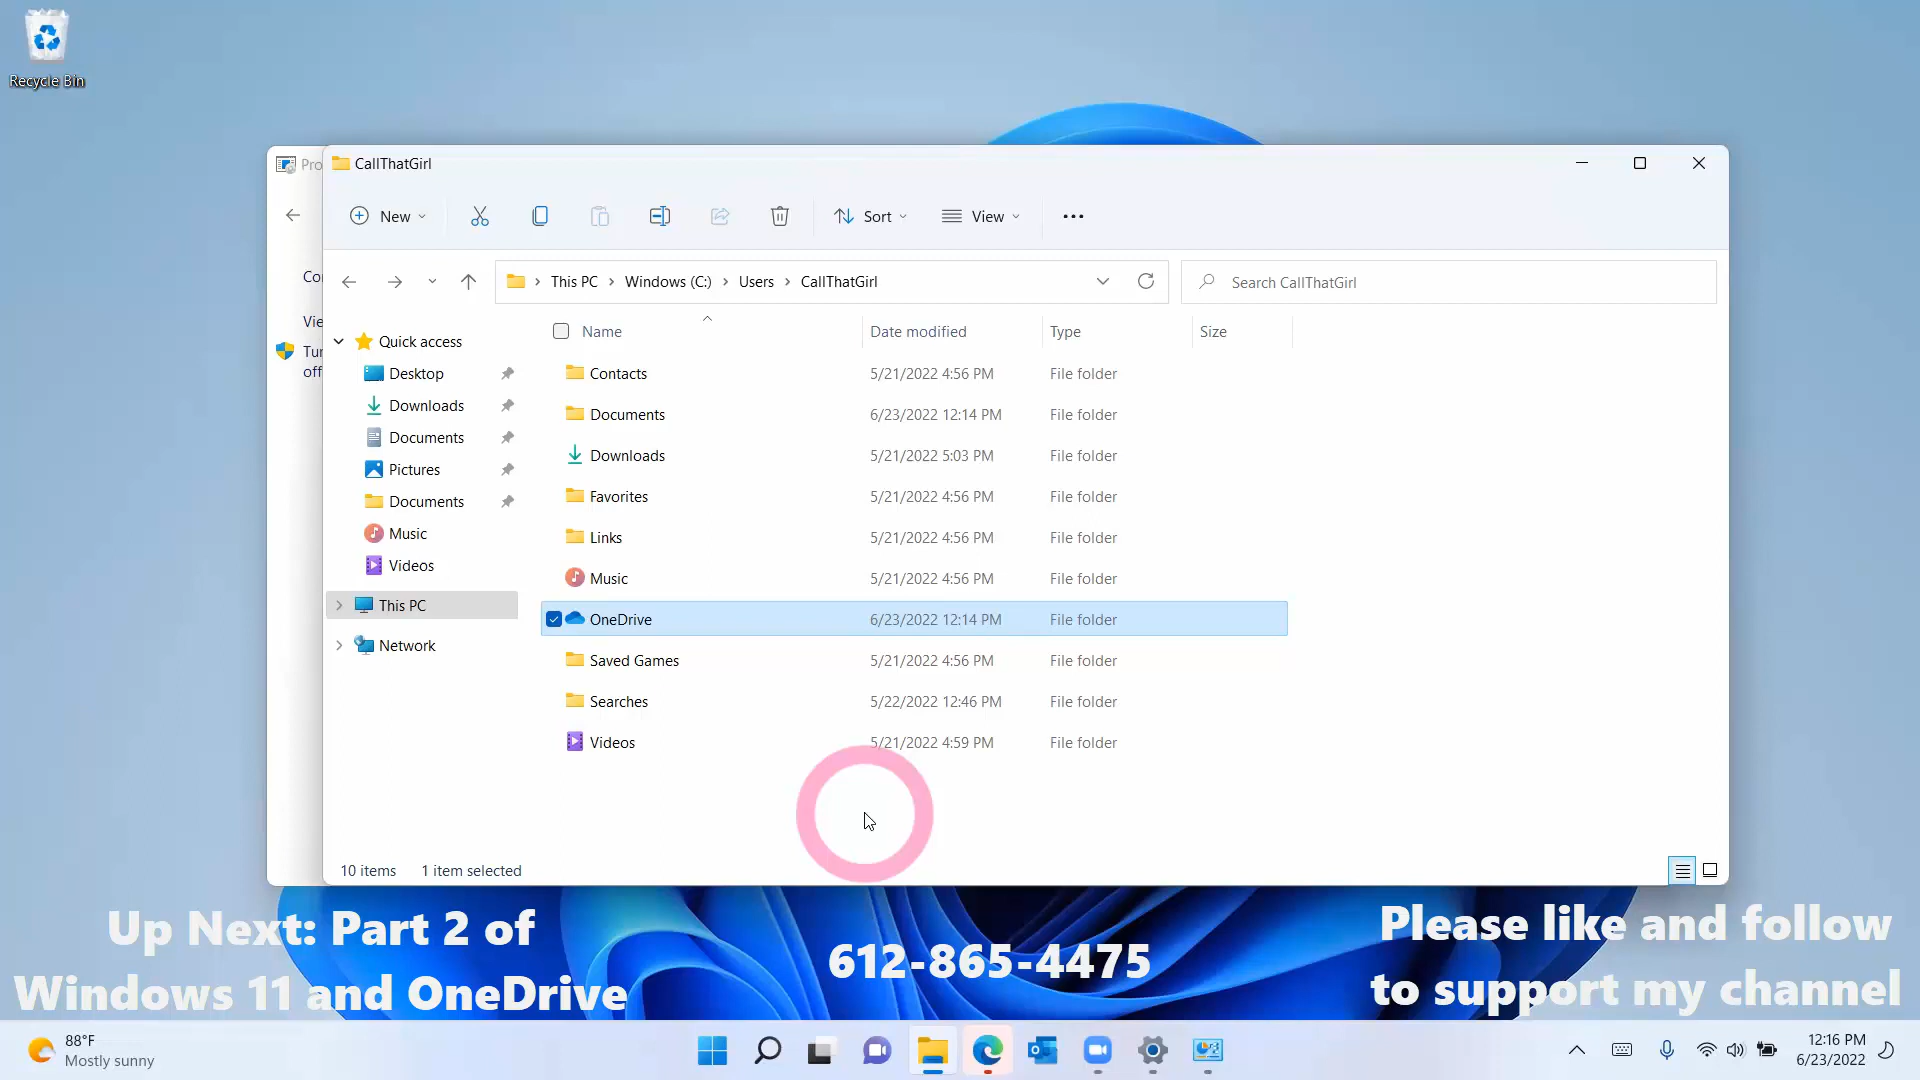 Recycle Bin
Pro
CallThatGirl
New
Sort
View
Con
View
Tur
off
This PC
Windows (C:)
Users
CallThatGirl
Search CallThatGirl
Name
Date modified
Type
Size
Quick access
Desktop
Downloads
Documents
Pictures
Documents
Music
Videos
This PC
Network
Contacts 5/21/2022 4:56 PM File folder
Documents 6/23/2022 12:14 PM File folder
Downloads 5/21/2022 5:03 PM File folder
Favorites 5/21/2022 4:56 PM File folder
Links 5/21/2022 4:56 PM File folder
Music 5/21/2022 4:56 PM File folder
OneDrive 6/23/2022 12:14 PM File folder
Saved Games 5/21/2022 4:56 PM File folder
Searches 5/22/2022 12:46 PM File folder
Videos 5/21/2022 4:59 PM File folder
10 items 1 item selected
Up Next: Part 2 of
Windows 11 and OneDrive
612-865-4475
Please like and follow
to support my channel
88°F
Mostly sunny
12:16 PM
6/23/2022